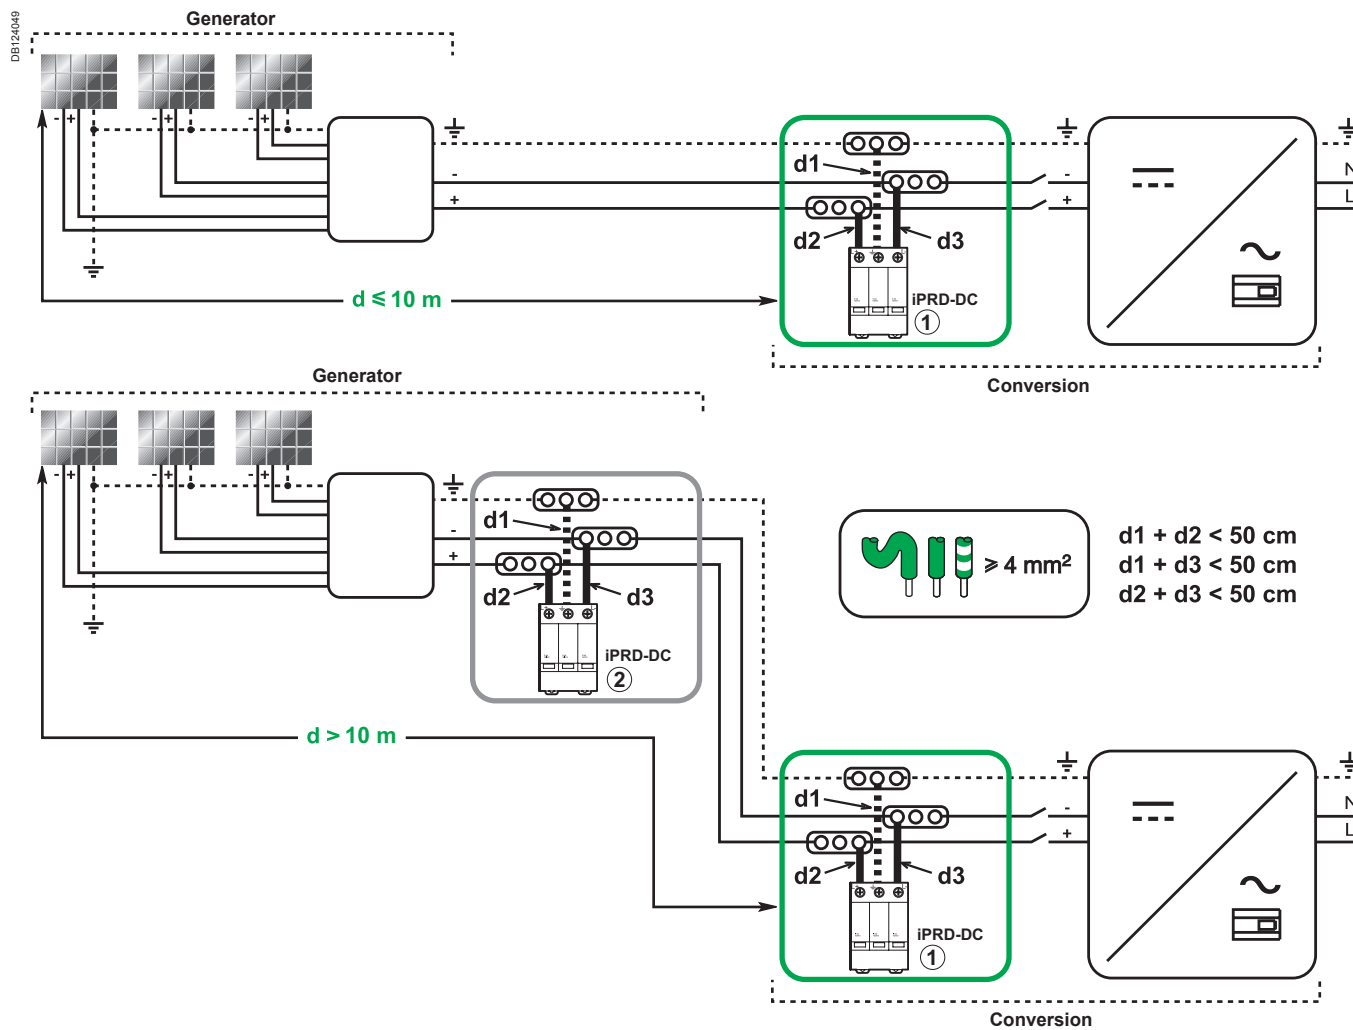 DB124049
Generator
- +
- +
- +
-
+
d1
d2
d3
iPRD-DC
1
-
+
N
L
d ≤ 10 m
Conversion
Generator
- +
- +
- +
-
+
d1
d2
d3
iPRD-DC
2
⩾ 4 mm²
d1 + d2 < 50 cm
d1 + d3 < 50 cm
d2 + d3 < 50 cm
d > 10 m
d1
d2
d3
iPRD-DC
1
-
+
N
L
Conversion